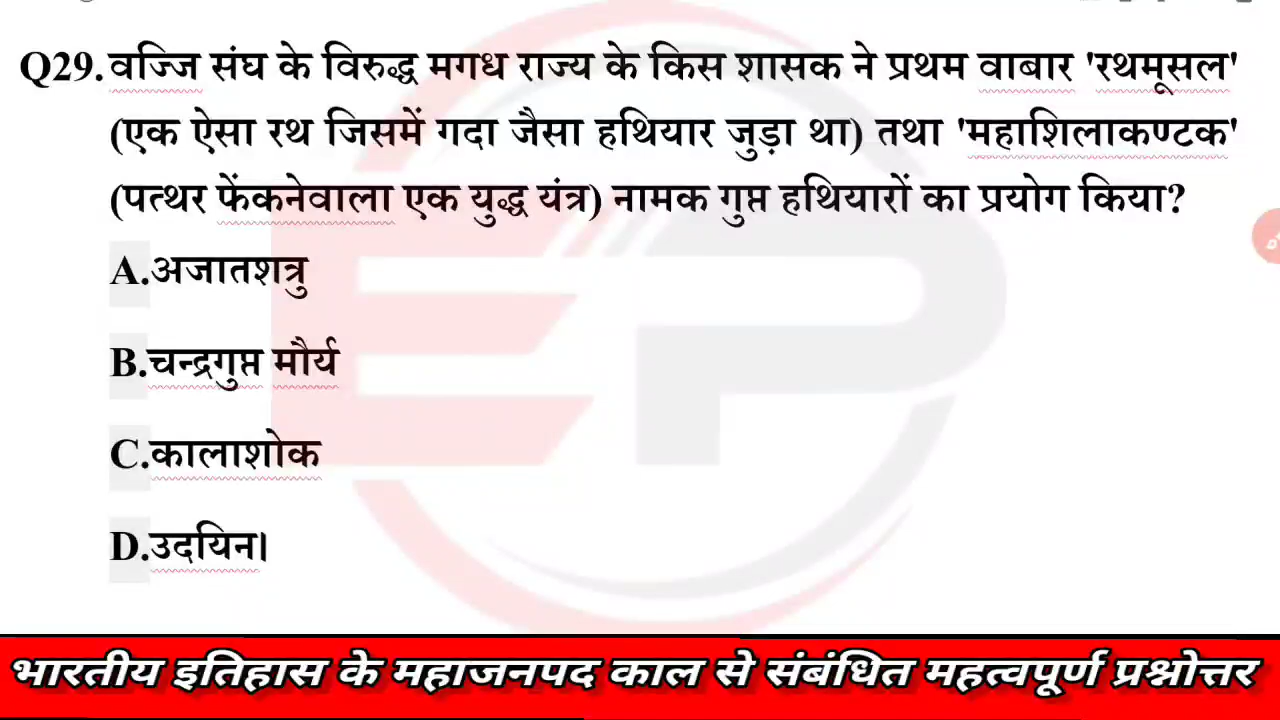 Q29. वज्जि संघ के विरुद्ध मगध राज्य के किस शासक ने प्रथम वाबार 'रथमूसल'
(एक ऐसा रथ जिसमें गदा जैसा हथियार जुड़ा था) तथा 'महाशिलाकण्टक'
(पत्थर फेंकनेवाला एक युद्ध यंत्र) नामक गुप्त हथियारों का प्रयोग किया?
A.अजातशत्रु
B.चन्द्रगुप्त मौर्य
C.कालाशोक
D.उदयिन।
भारतीय इतिहास के महाजनपद काल से संबंधित महत्वपूर्ण प्रश्नोत्तर